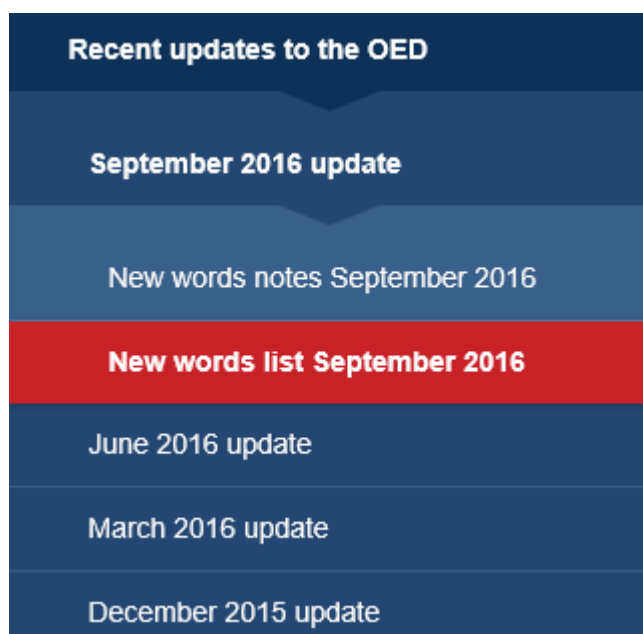 Recent updates to the OED
September 2016 update
New words notes September 2016
New words list September 2016
June 2016 update
March 2016 update
December 2015 update